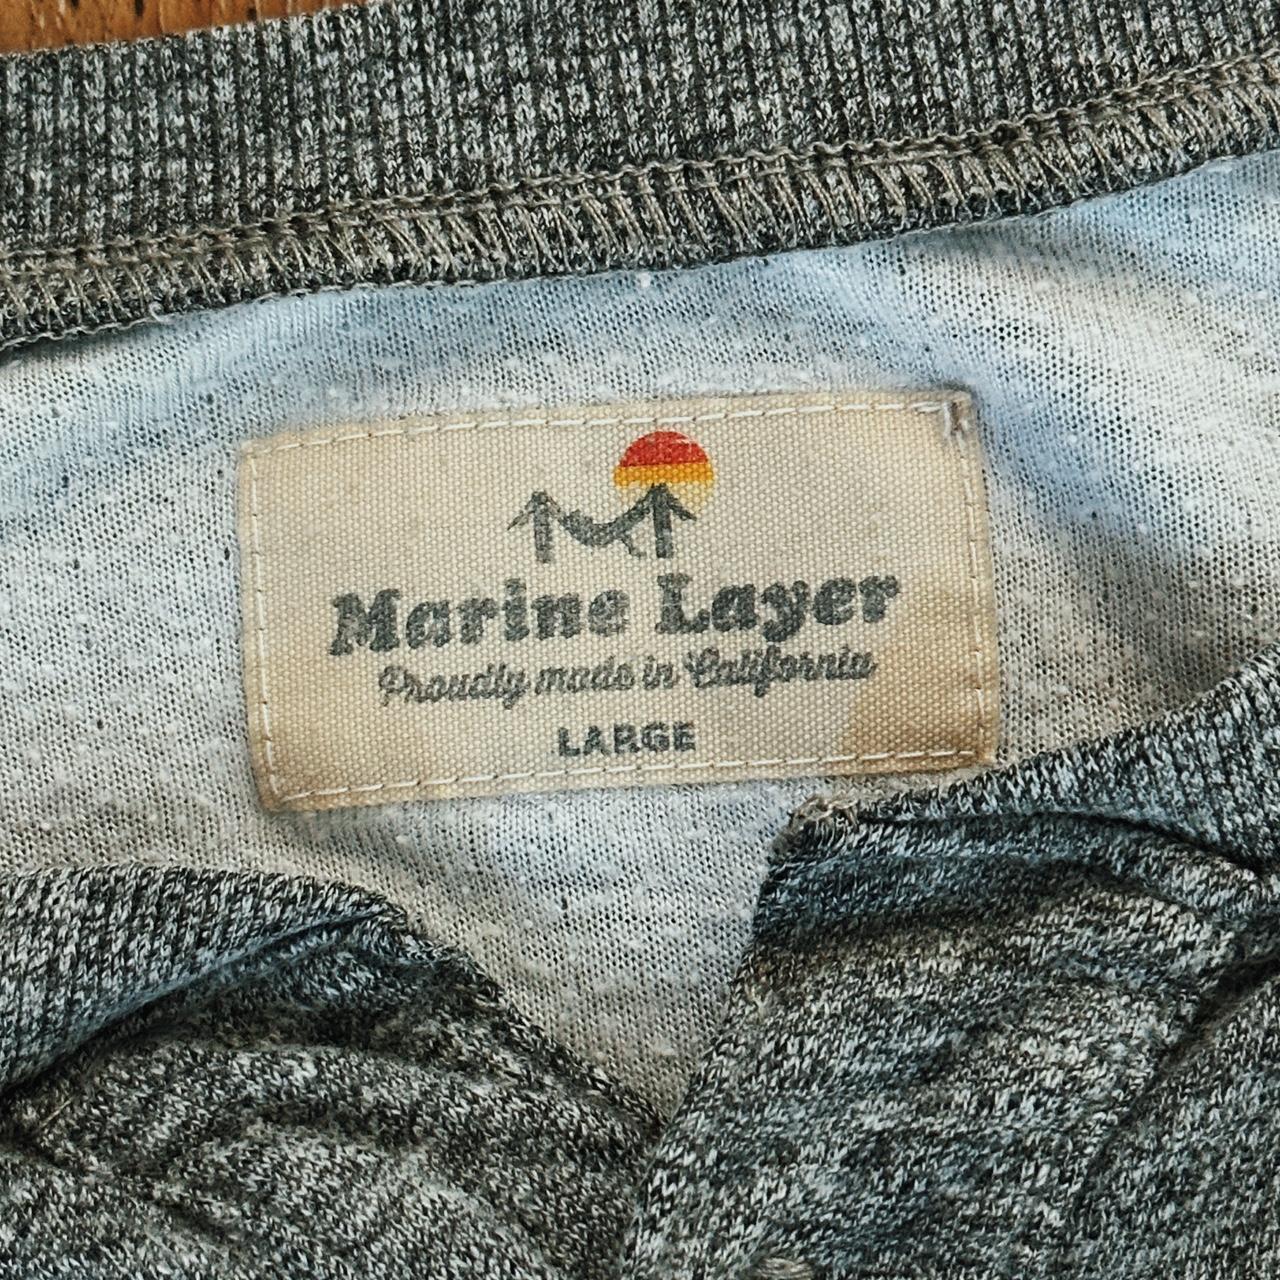 Marine Layer
Proudly made in California
LARGE